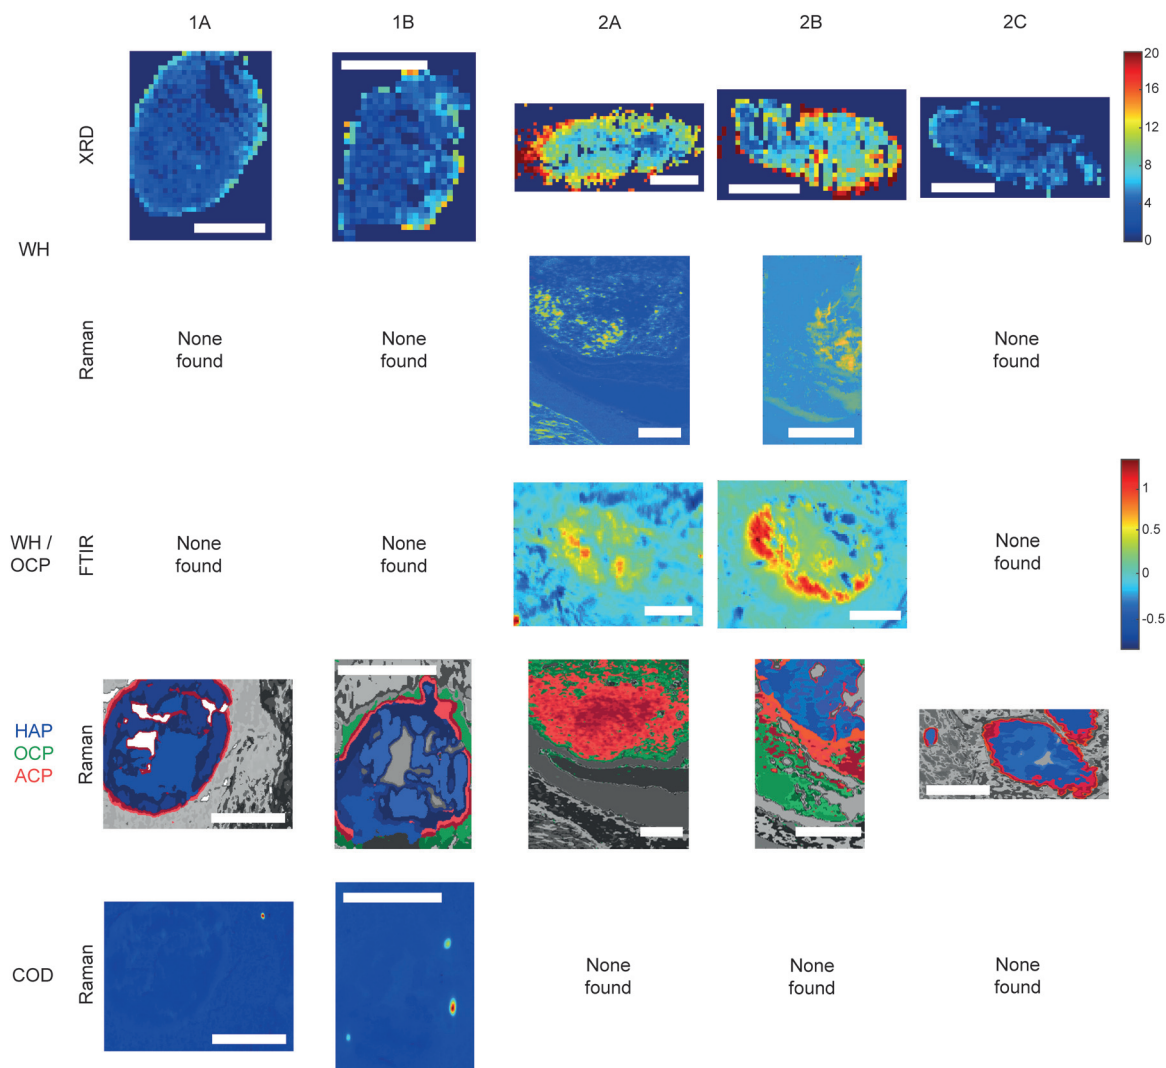 1A 1B 2A 2B 2C
XRD
20
16
12
8
4
0
WH
Raman
None
found
None
found
None
found
WH /
OCP
FTIR
None
found
None
found
None
found
1
0.5
0
-0.5
HAP
OCP
ACP
Raman
COD
Raman
None
found
None
found
None
found